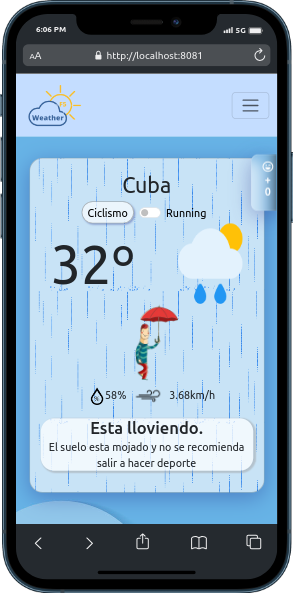 6:06 PM
5G
AA
http://localhost:8081
Weather
Cuba
Ciclismo
Running
+
0
32°
%
58%
3.68km/h
Esta lloviendo.
El suelo esta mojado y no se recomienda
salir a hacer deporte